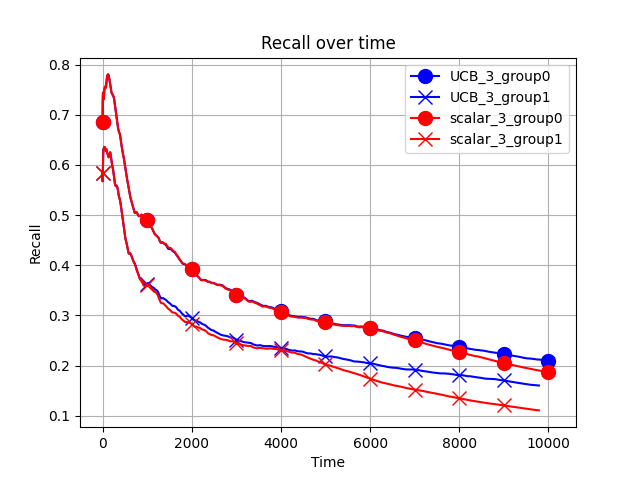 Recall over time
UCB_3_group0
UCB_3_group1
scalar_3_group0
scalar_3_group1
Recall
0.8
0.7
0.6
0.5
0.4
0.3
0.2
0.1
0 2000 4000 6000 8000 10000
Time